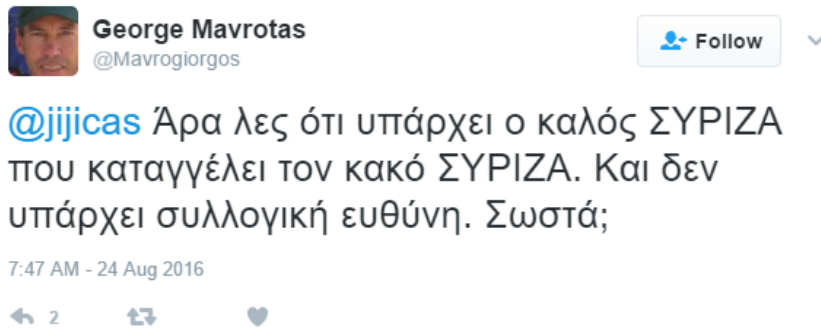 George Mavrotas
@Mavrogiorgos
Follow
@jijicas Άρα λες ότι υπάρχει ο καλός ΣΥΡΙΖΑ
που καταγγέλει τον κακό ΣΥΡΙΖΑ. Και δεν
υπάρχει συλλογική ευθύνη. Σωστά;
7:47 AM - 24 Aug 2016
2